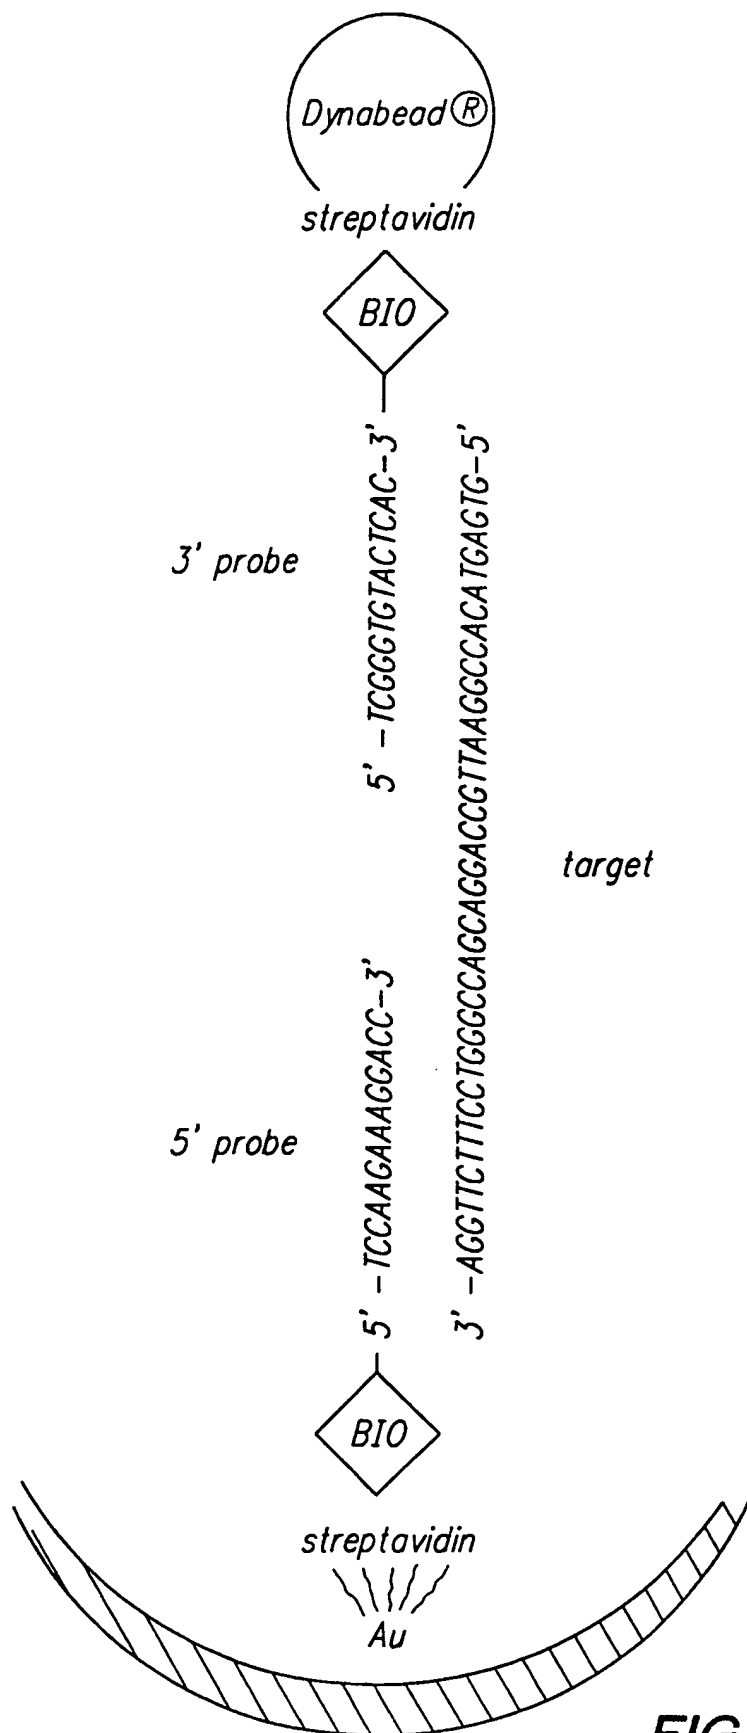 Dynabead®
streptavidin
BIO
3' probe
5' -TCGGGTGTACTCAC-3'
3' -AGGTTCTTTCCTGGGCCAGCAGGACCGTTAAGGCCACATGAGTG-5'
target
5' probe
5' -TCCAAGAAAGGACC-3'
BIO
streptavidin
Au